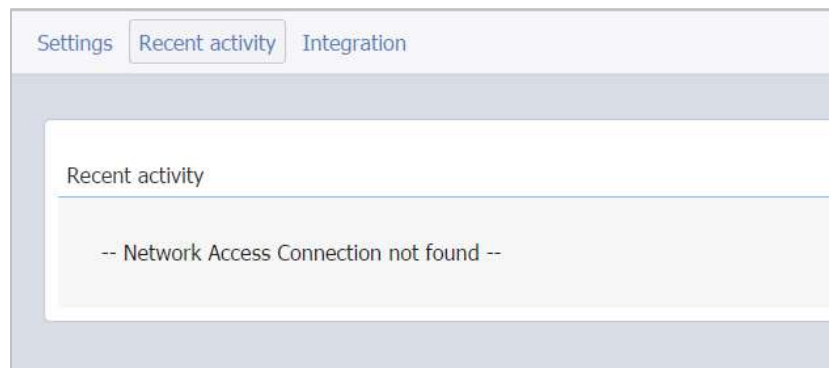 Settings Recent activity Integration
Recent activity
-- Network Access Connection not found --